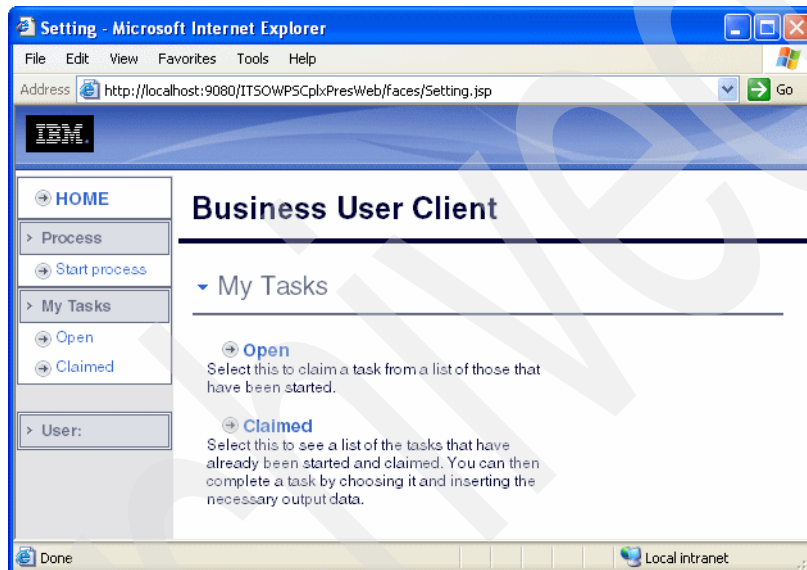 Setting - Microsoft Internet Explorer
File Edit View Favorites Tools Help
Address http://localhost:9080/ITSOWPSCplxPresWeb/faces/Setting.jsp Go
IBM.
HOME
Process
Start process
My Tasks
Open
Claimed
User:
Business User Client
My Tasks
Open
Select this to claim a task from a list of those that
have been started.
Claimed
Select this to see a list of the tasks that have
already been started and claimed. You can then
complete a task by choosing it and inserting the
necessary output data.
Done Local intranet